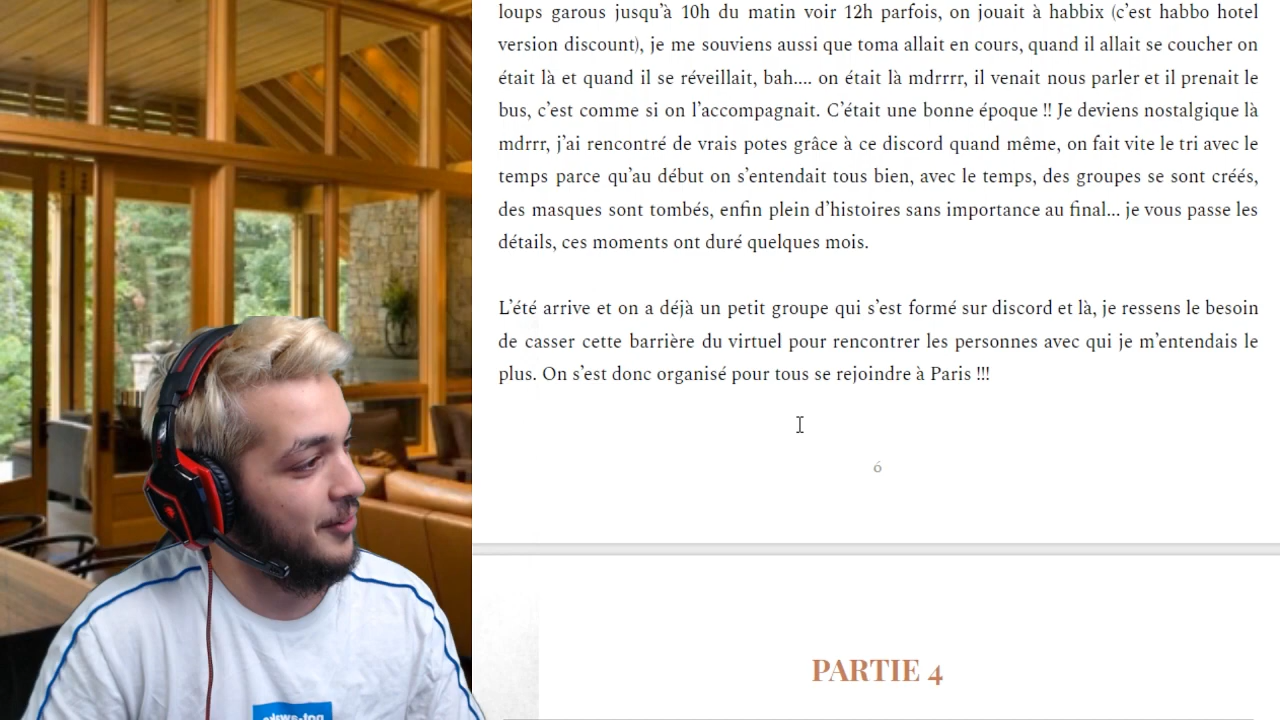 loups garous jusqu’à 10h du matin voir 12h parfois, on jouait à habbix (c’est habbo hotel
version discount), je me souviens aussi que toma allait en cours, quand il allait se coucher on
était là et quand il se réveillait, bah.... on était là mdrrrr, il venait nous parler et il prenait le
bus, c’est comme si on l’accompagnait. C’était une bonne époque !! Je deviens nostalgique là
mdrrr, j’ai rencontré de vrais potes grâce à ce discord quand même, on fait vite le tri avec le
temps parce qu’au début on s’entendait tous bien, avec le temps, des groupes se sont créés,
des masques sont tombés, enfin plein d’histoires sans importance au final... je vous passe les
détails, ces moments ont duré quelques mois.
L’été arrive et on a déjà un petit groupe qui s’est formé sur discord et là, je ressens le besoin
de casser cette barrière du virtuel pour rencontrer les personnes avec qui je m’entendais le
plus. On s’est donc organisé pour tous se rejoindre à Paris !!!
6
PARTIE 4